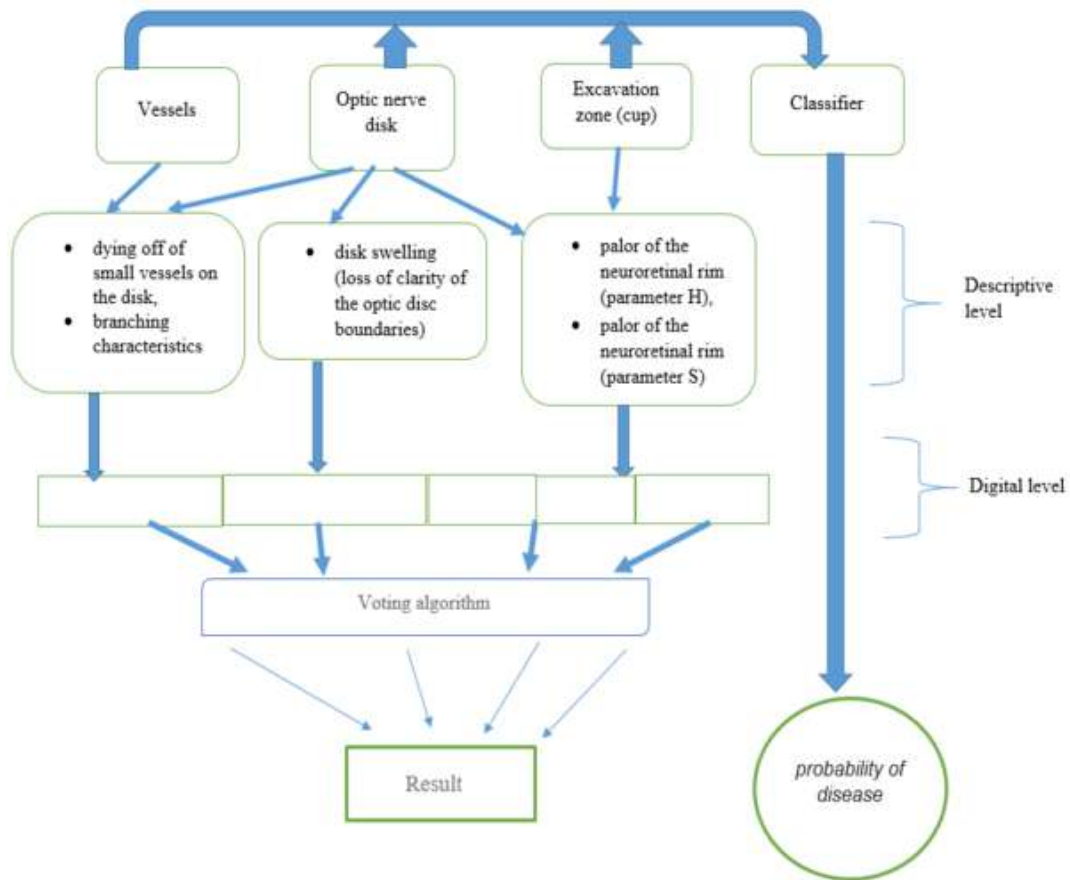 Vessels
Optic nerve
disk
Excavation
zone (cup)
Classifier
• dying off of
small vessels on
the disk,
• branching
characteristics
• disk swelling
(loss of clarity of
the optic disc
boundaries)
• palor of the
neuroretinal rim
(parameter H),
• palor of the
neuroretinal rim
(parameter S)
Descriptive
level
Digital level
Voting algorithm
Result
probability of
disease